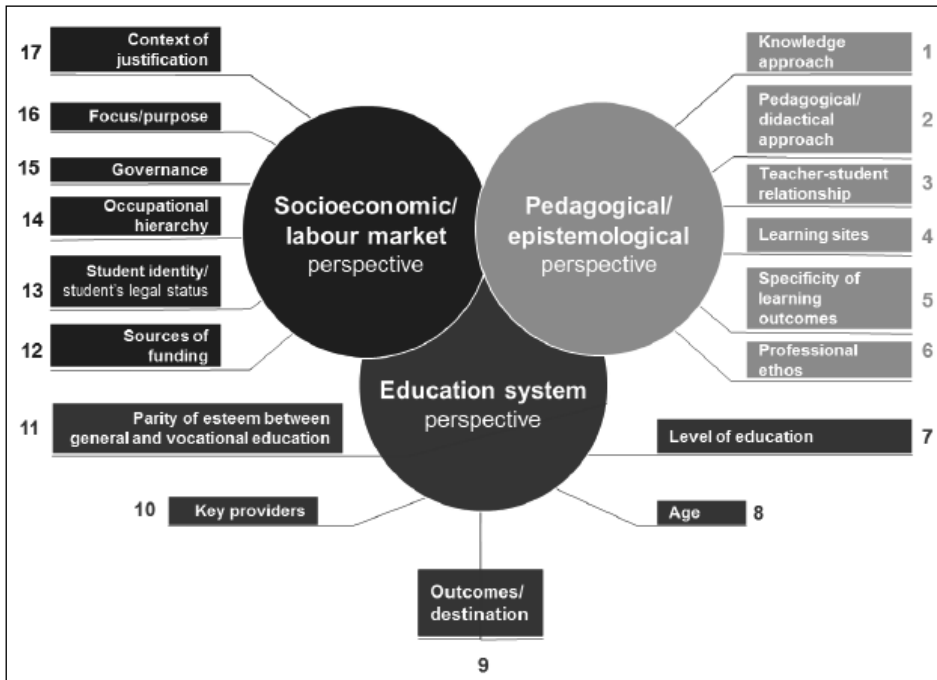 17
Context of
justification
16
Focus/purpose
15
Governance
14
Occupational
hierarchy
13
Student identity/
student's legal status
12
Sources of
funding
11
Parity of esteem between
general and vocational education
10
Key providers
Socioeconomic/
labour market
perspective
Pedagogical/
epistemological
perspective
Education system
perspective
Knowledge
approach
1
Pedagogical/
didactical
approach
2
Teacher-student
relationship
3
Learning sites
4
Specificity of
learning
outcomes
5
Professional
ethos
6
Level of education
7
Age
8
Outcomes/
destination
9